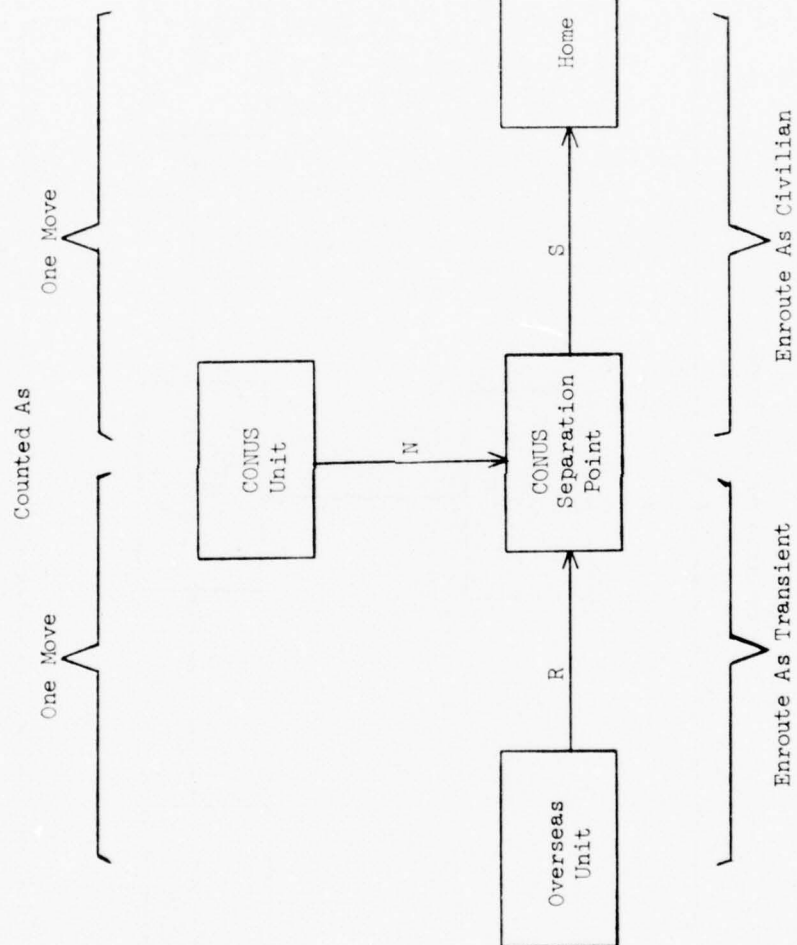 Counted As
One Move
One Move
CONUS
Unit
N
Overseas
Unit
R
CONUS
Separation
Point
S
Home
Enroute As Transient
Enroute As Civilian